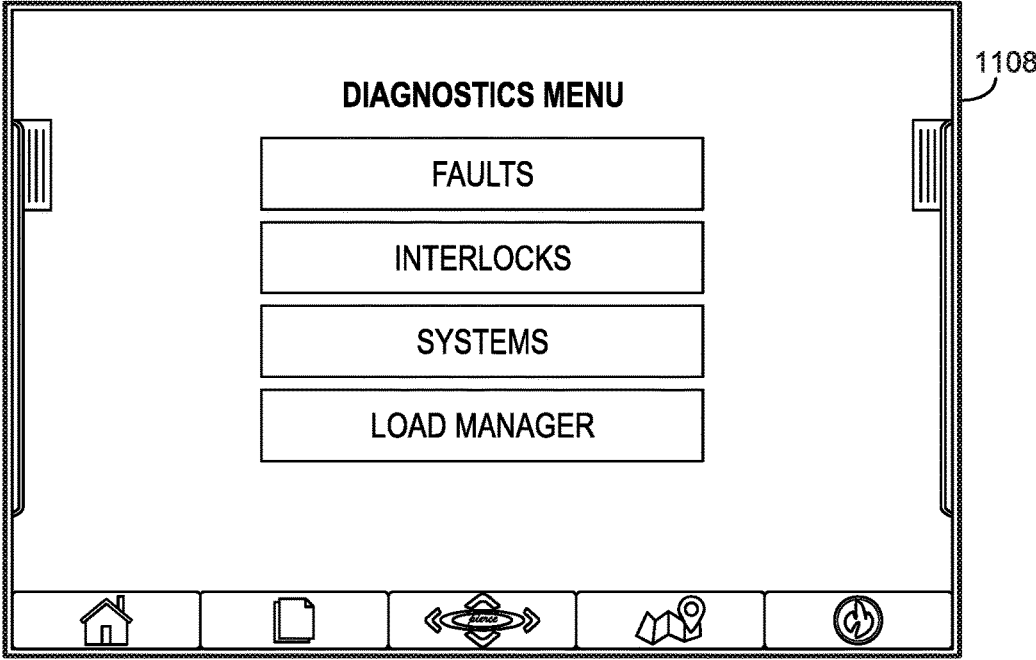 1108
DIAGNOSTICS MENU
FAULTS
INTERLOCKS
SYSTEMS
LOAD MANAGER
pierce